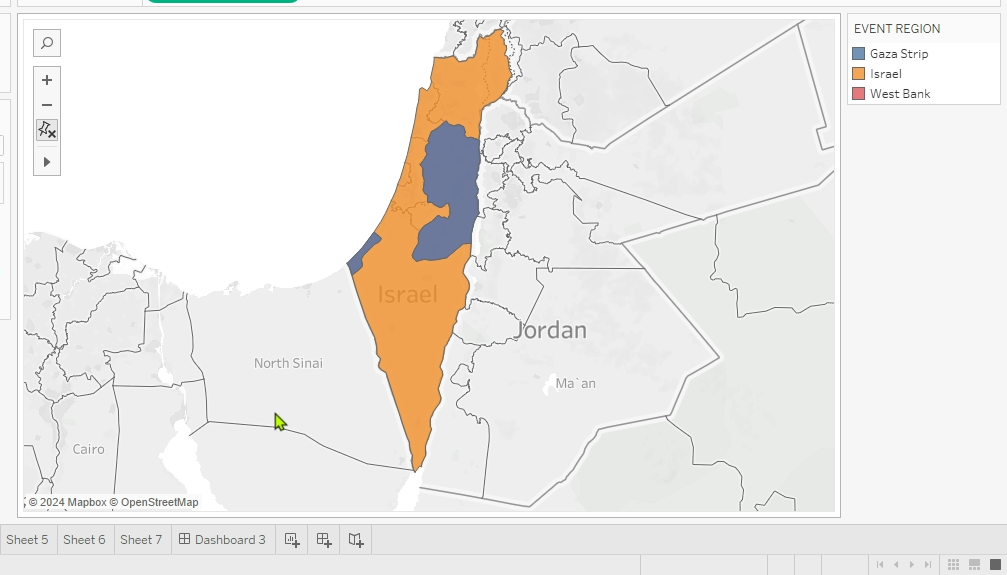 EVENT REGION
Gaza Strip
Israel
West Bank
Israel
Jordan
North Sinai
Ma`an
Cairo
© 2024 Mapbox © OpenStreetMap
Sheet 5
Sheet 6
Sheet 7
Dashboard 3